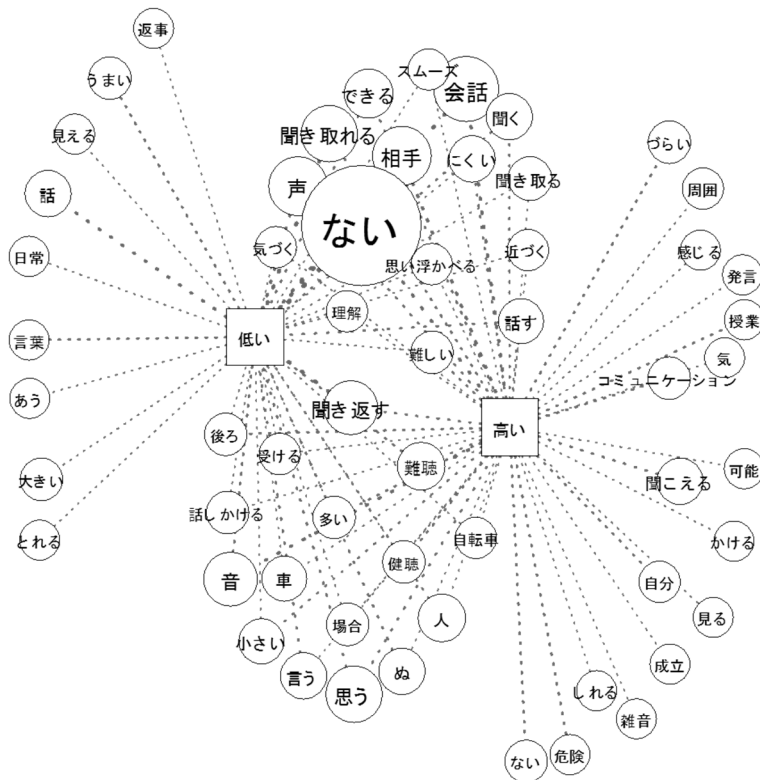 返事
うまい
見える
話
日常
言葉
あう
大きい
とれる
低い
スムーズ
会話
できる
聞き取れる
聞く
相手
にくい
声
聞き取る
ない
気づく
思い浮かべる
近づく
理解
話す
難しい
聞き返す
後ろ
受ける
難聴
話しかける
多い
自転車
音
車
健聴
小さい
場合
人
言う
思う
ぬ
高い
づらい
周囲
感じる
発言
授業
気
コミュニケーション
可能
聞こえる
かける
自分
見る
成立
しれる
雑音
ない
危険